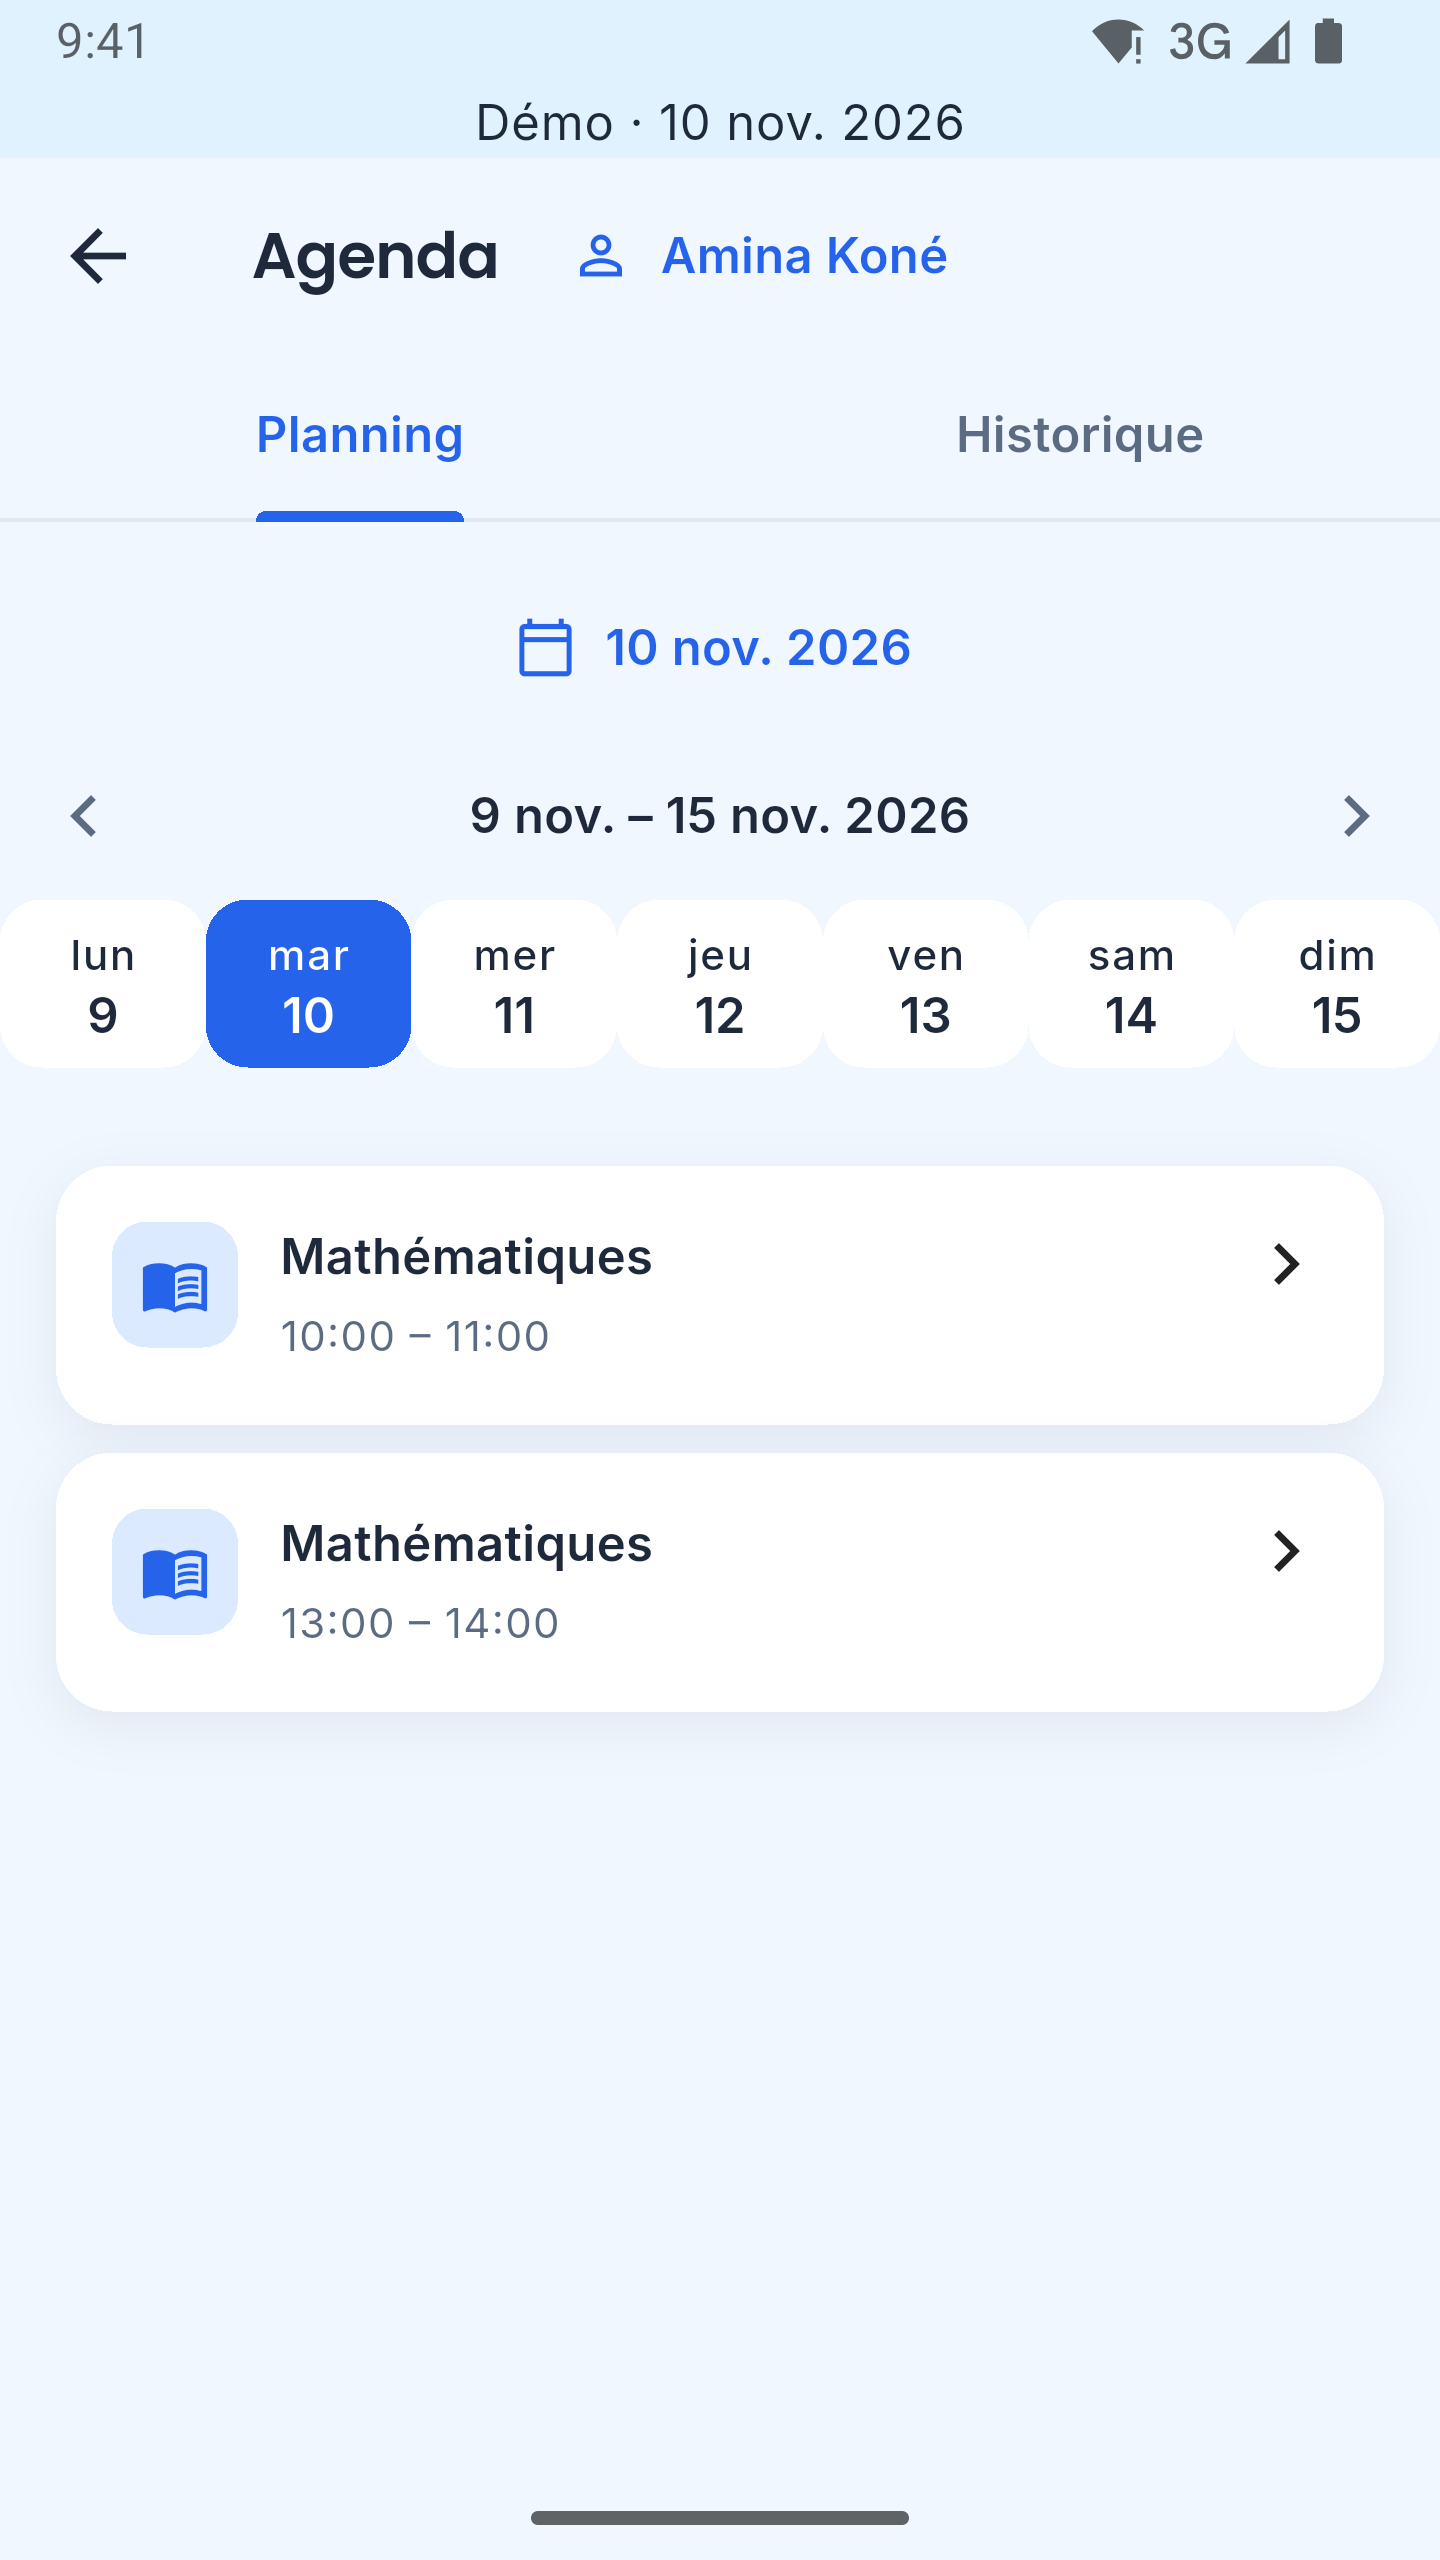 9:41
3G
Démo · 10 nov. 2026
Agenda
Amina Koné
Planning
Historique
10 nov. 2026
9 nov. – 15 nov. 2026
lun mar mer jeu ven sam dim
9 10 11 12 13 14 15
Mathématiques
10:00 – 11:00
Mathématiques
13:00 – 14:00